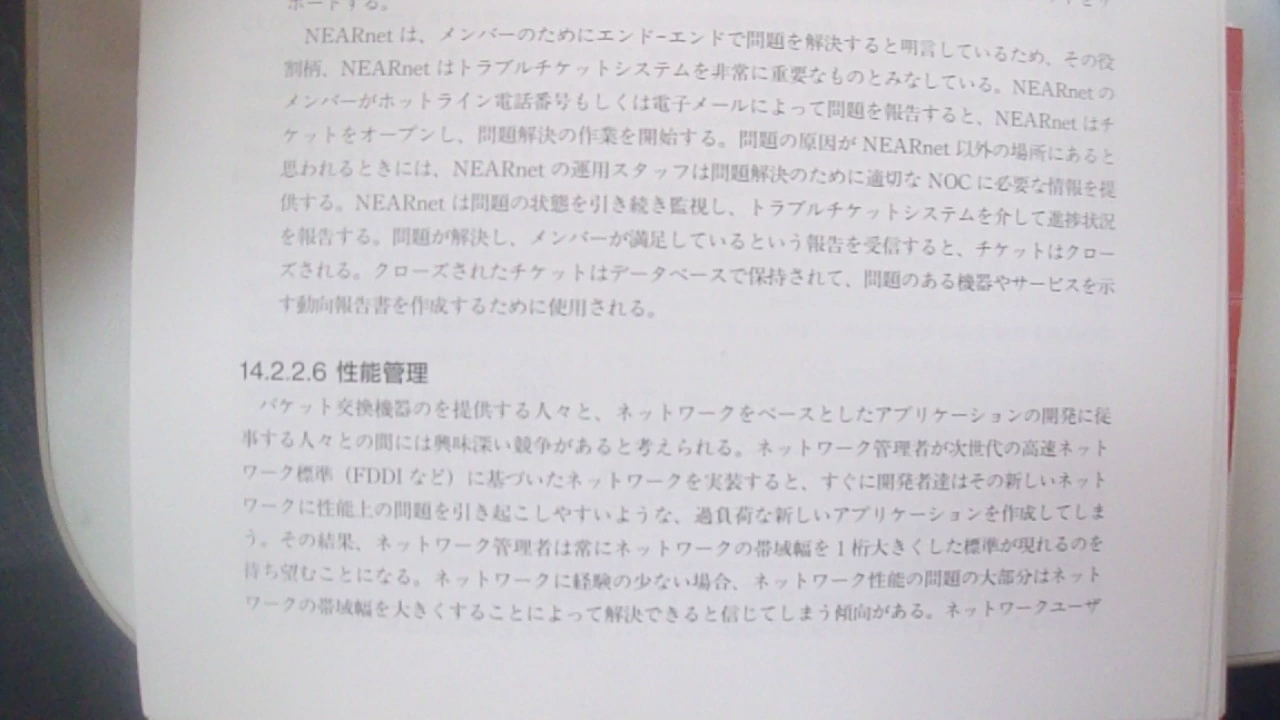 ポートする。
NEARnet は、メンバーのためにエンド−エンドで問題を解決すると明言しているため、その役
割柄、NEARnet はトラブルチケットシステムを非常に重要なものとみなしている。NEARnet の
メンバーがホットライン電話番号もしくは電子メールによって問題を報告すると、NEARnet はチ
ケットをオープンし、問題解決の作業を開始する。問題の原因が NEARnet 以外の場所にあると
思われるときには、NEARnet の運用スタッフは問題解決のために適切な NOC に必要な情報を提
供する。NEARnet は問題の状態を引き続き監視し、トラブルチケットシステムを介して進捗状況
を報告する。問題が解決し、メンバーが満足しているという報告を受信すると、チケットはクロー
ズされる。クローズされたチケットはデータベースで保持されて、問題のある機器やサービスを示
す動向報告書を作成するために使用される。
14.2.2.6 性能管理
パケット交換機器のを提供する人々と、ネットワークをベースとしたアプリケーションの開発に従
事する人々との間には興味深い競争があると考えられる。ネットワーク管理者が次世代の高速ネット
ワーク標準（FDDI など）に基づいたネットワークを実装すると、すぐに開発者達はその新しいネット
ワークに性能上の問題を引き起こしやすいような、過負荷な新しいアプリケーションを作成してしま
う。その結果、ネットワーク管理者は常にネットワークの帯域幅を 1 桁大きくした標準が現れるのを
待ち望むことになる。ネットワークに経験の少ない場合、ネットワーク性能の問題の大部分はネット
ワークの帯域幅を大きくすることによって解決できると信じてしまう傾向がある。ネットワークユーザ